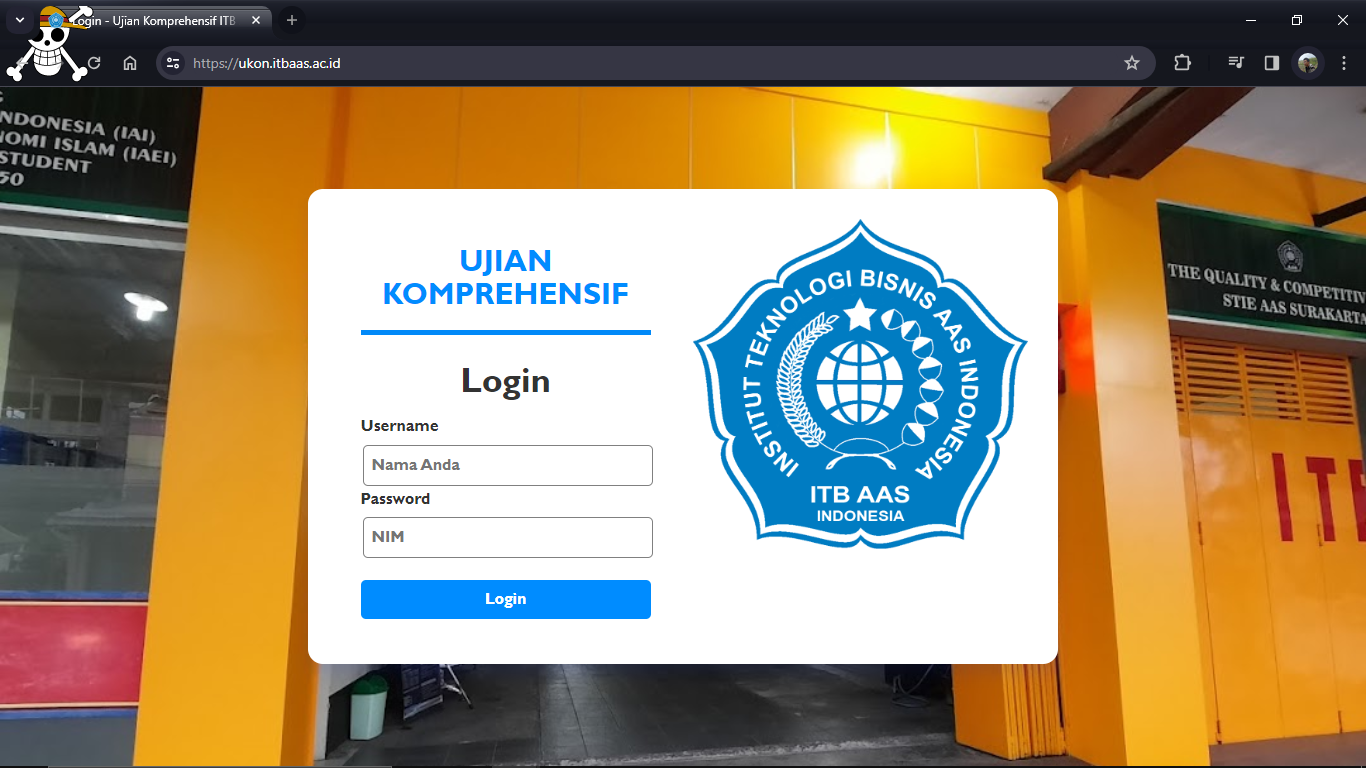 Login - Ujian Komprehensif ITB
https://ukon.itbaas.ac.id
NDONESIA (IAI)
NOMI ISLAM (IAEI)
STUDENT
50
UJIAN
KOMPREHENSIF
Login
Username
Nama Anda
Password
NIM
Login
INSTITUT TEKNOLOGI BISNIS AAS INDONESIA
ITB AAS
INDONESIA
THE QUALITY & COMPETITIV
STIE AAS SURAKARTA
ITB